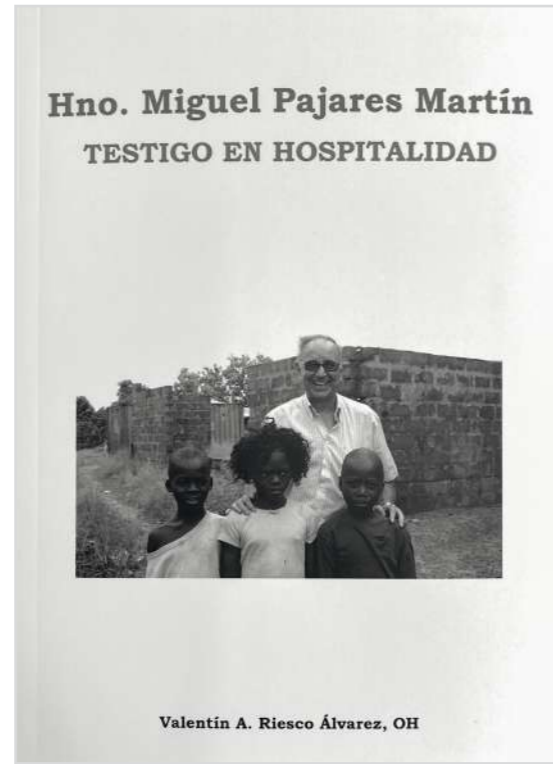 Hno. Miguel Pajares Martín
TESTIGO EN HOSPITALIDAD
Valentín A. Riesco Álvarez, OH